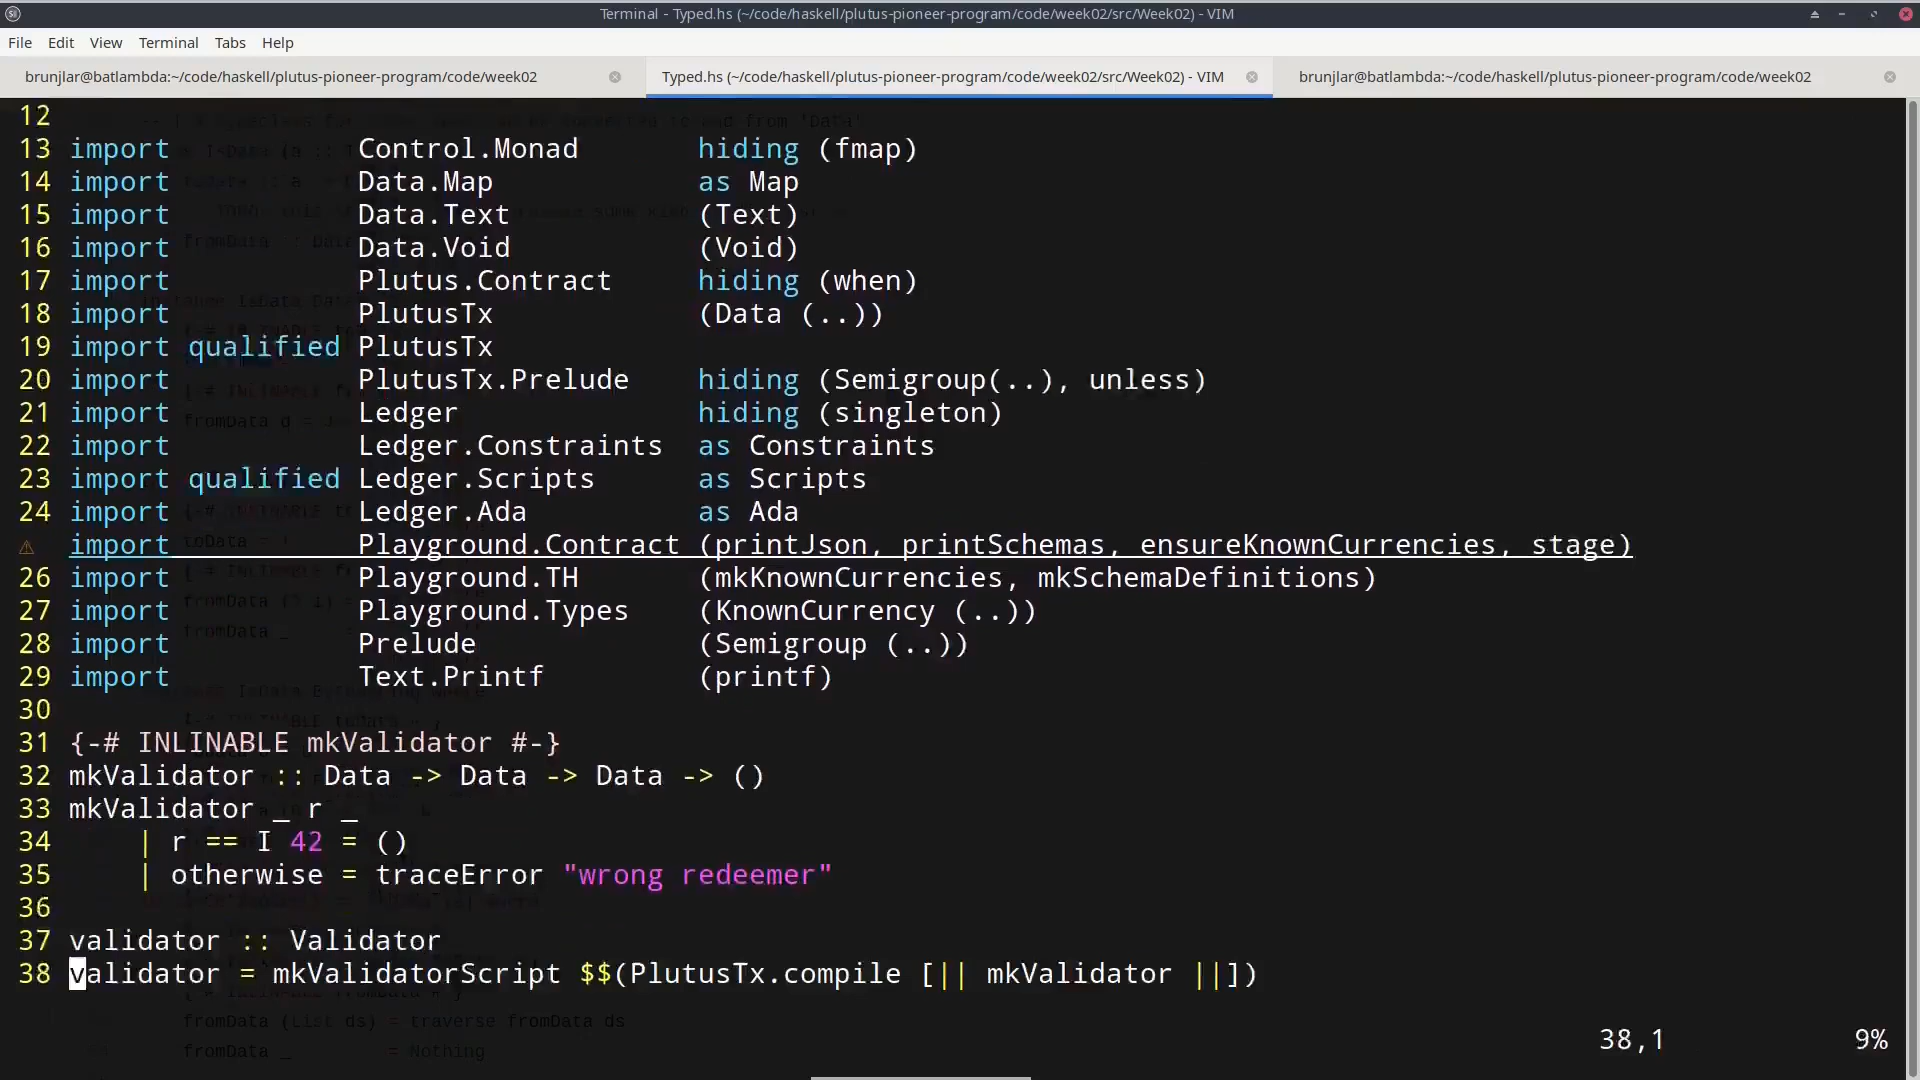 Terminal - Typed.hs (~/code/haskell/plutus-pioneer-program/code/week02/src/Week02) - VIM
File Edit View Terminal Tabs Help
brunjlar@batlambda:~/code/haskell/plutus-pioneer-program/code/week02 Typed.hs (~/code/haskell/plutus-pioneer-program/code/week02/src/Week02) - VIM brunjlar@batlambda:~/code/haskell/plutus-pioneer-program/code/week02
12
13 import Control.Monad hiding (fmap)
14 import Data.Map as Map
15 import Data.Text (Text)
16 import Data.Void (Void)
17 import Plutus.Contract hiding (when)
18 import PlutusTx (Data (..))
19 import qualified PlutusTx
20 import PlutusTx.Prelude hiding (Semigroup(..), unless)
21 import Ledger hiding (singleton)
22 import Ledger.Constraints as Constraints
23 import qualified Ledger.Scripts as Scripts
24 import Ledger.Ada as Ada
⚠ import Playground.Contract (printJson, printSchemas, ensureKnownCurrencies, stage)
26 import Playground.TH (mkKnownCurrencies, mkSchemaDefinitions)
27 import Playground.Types (KnownCurrency (..))
28 import Prelude (Semigroup (..))
29 import Text.Printf (printf)
30
31 {-# INLINABLE mkValidator #-}
32 mkValidator :: Data -> Data -> Data -> ()
33 mkValidator _ r _
34 | r == I 42 = ()
35 | otherwise = traceError "wrong redeemer"
36
37 validator :: Validator
38 validator = mkValidatorScript $$(PlutusTx.compile [|| mkValidator ||])
fromData (List ds) = traverse fromData ds
fromData _ = Nothing
38,1 9%